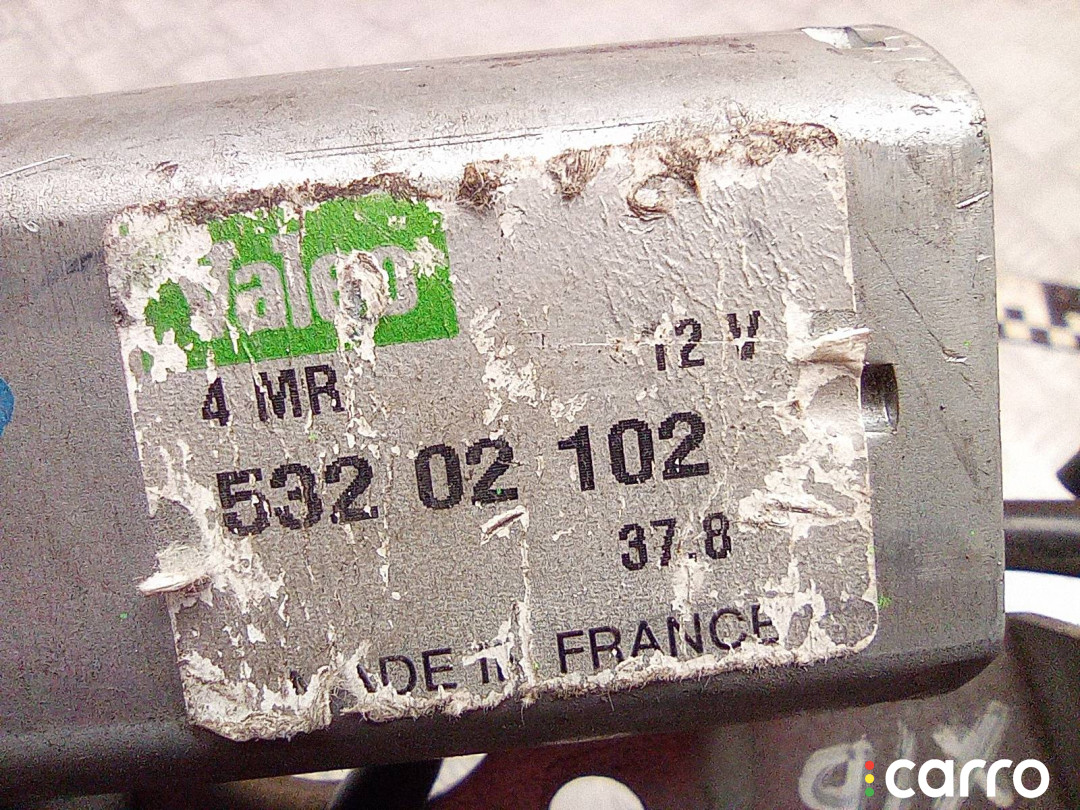 Valeo
4 MR 12 V
532 02 102
37.8
MADE IN FRANCE
carro